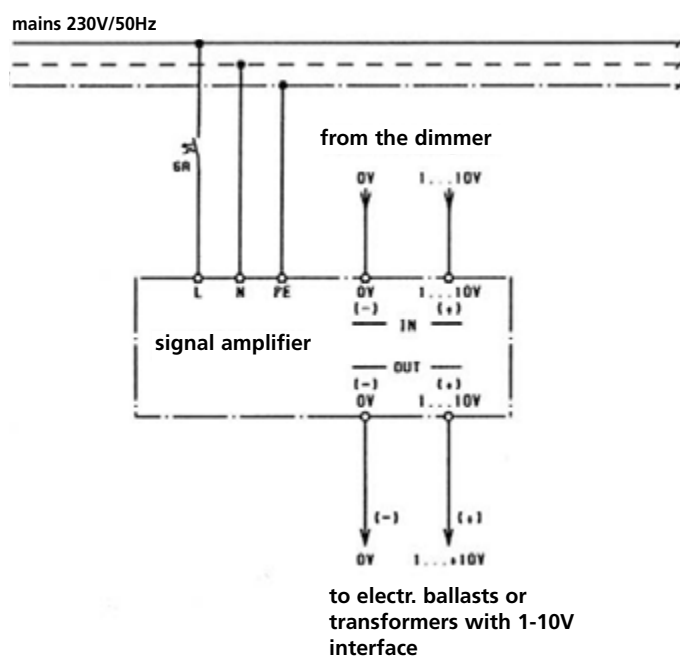 mains 230V/50Hz
from the dimmer
6A
0V 1...10V
L N PE 0V 1...10V
(-) (+)
IN
signal amplifier
OUT
(-) (+)
0V 1...10V
(-) (+)
0V 1...+10V
to electr. ballasts or
transformers with 1-10V
interface